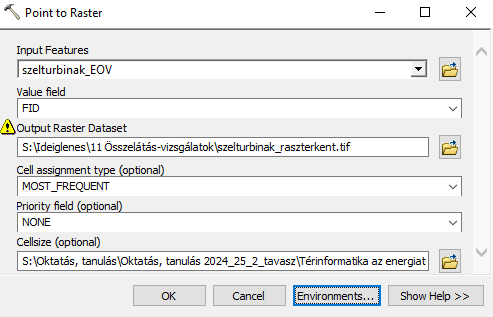 Point to Raster
Input Features
szelturbinak_EOV
Value field
FID
Output Raster Dataset
S:\Ideiglenes\11 Összelátás-vizsgálatok\szelturbinak_raszterkent.tif
Cell assignment type (optional)
MOST_FREQUENT
Priority field (optional)
NONE
Cellsize (optional)
S:\Oktatás, tanulás\Oktatás, tanulás 2024_25_2_tavasz\Térinformatika az energiat
OK Cancel Environments... Show Help >>